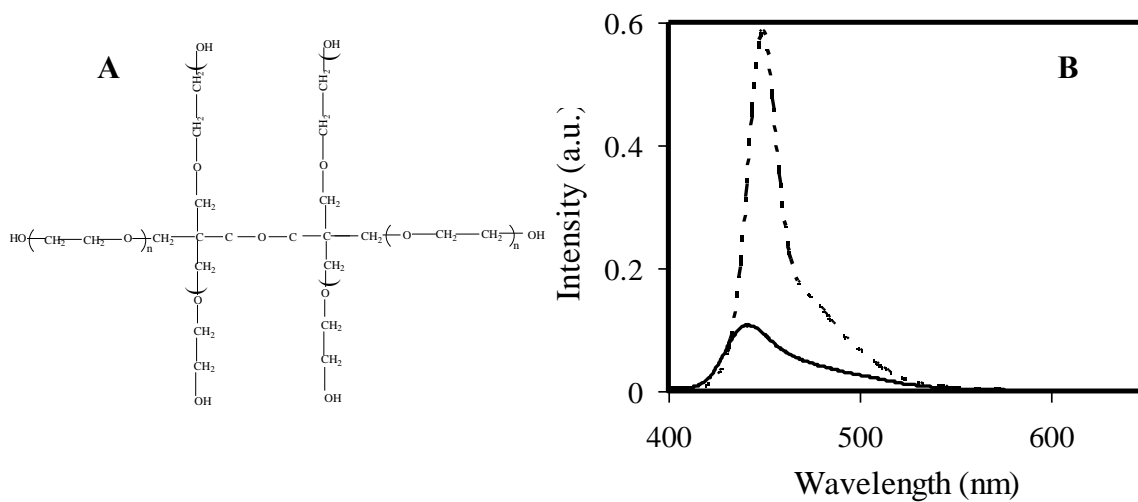 A
OH
CH₂
CH₂
O
CH₂
OH
CH₂
CH₂
O
CH₂
HO(CH₂—CH₂—O)ₙCH₂—C—C—O—C—C—CH₂(O—CH₂—CH₂)ₙOH
CH₂
O
CH₂
CH₂
OH
CH₂
O
CH₂
CH₂
OH
B
0.6
0.4
0.2
0
Intensity (a.u.)
400
500
600
Wavelength (nm)